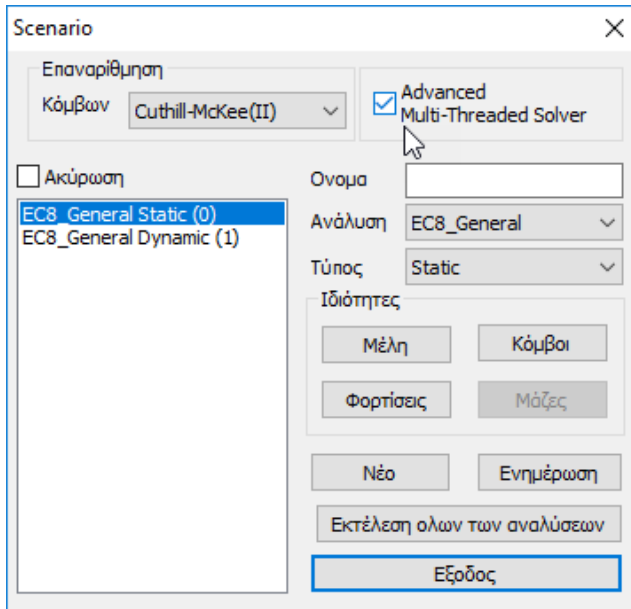 Scenario
Επαναρίθμηση
Κόμβων
Cuthill-McKee(II)
Advanced
Multi-Threaded Solver
Ακύρωση
EC8_General Static (0)
EC8_General Dynamic (1)
Ονομα
Ανάλυση
EC8_General
Τύπος
Static
Ιδιότητες
Μέλη
Κόμβοι
Φορτίσεις
Μάζες
Νέο
Ενημέρωση
Εκτέλεση ολων των αναλύσεων
Εξοδος